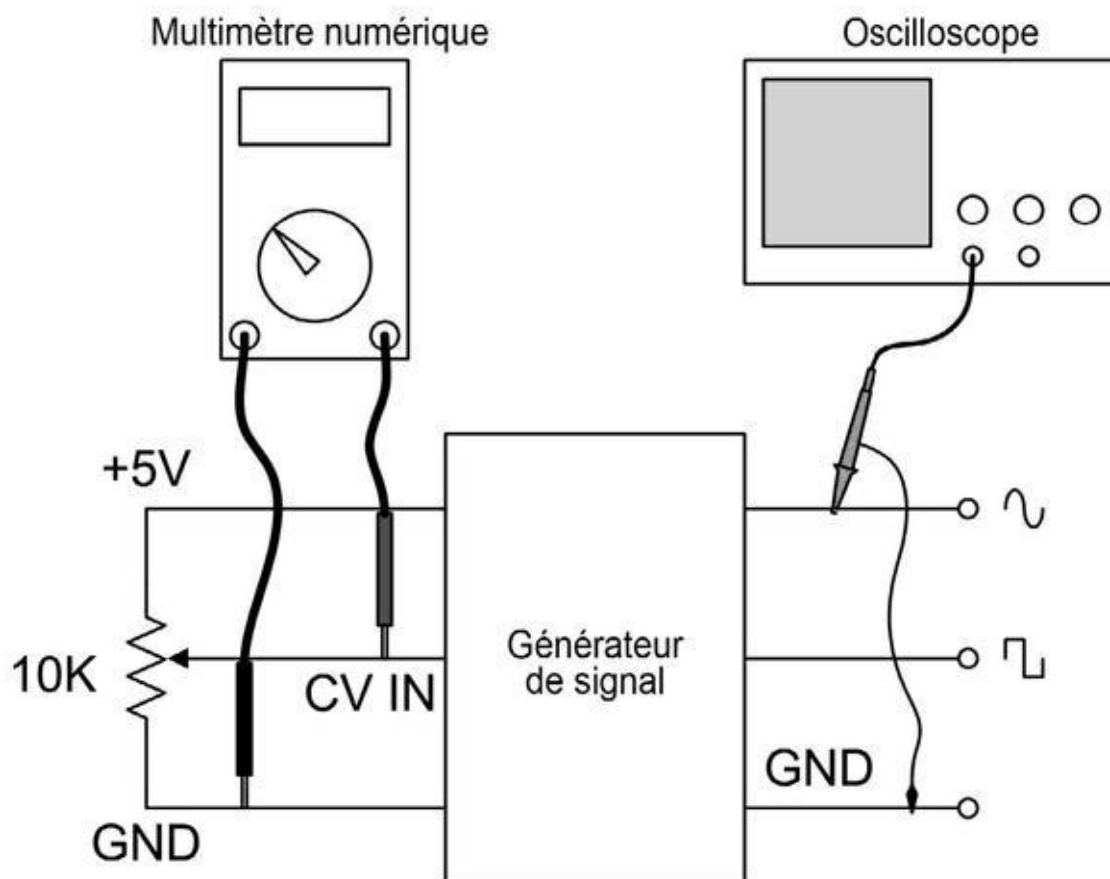 Multimètre numérique
Oscilloscope
+5V
10K
CV IN
GND
Générateur
de signal
GND